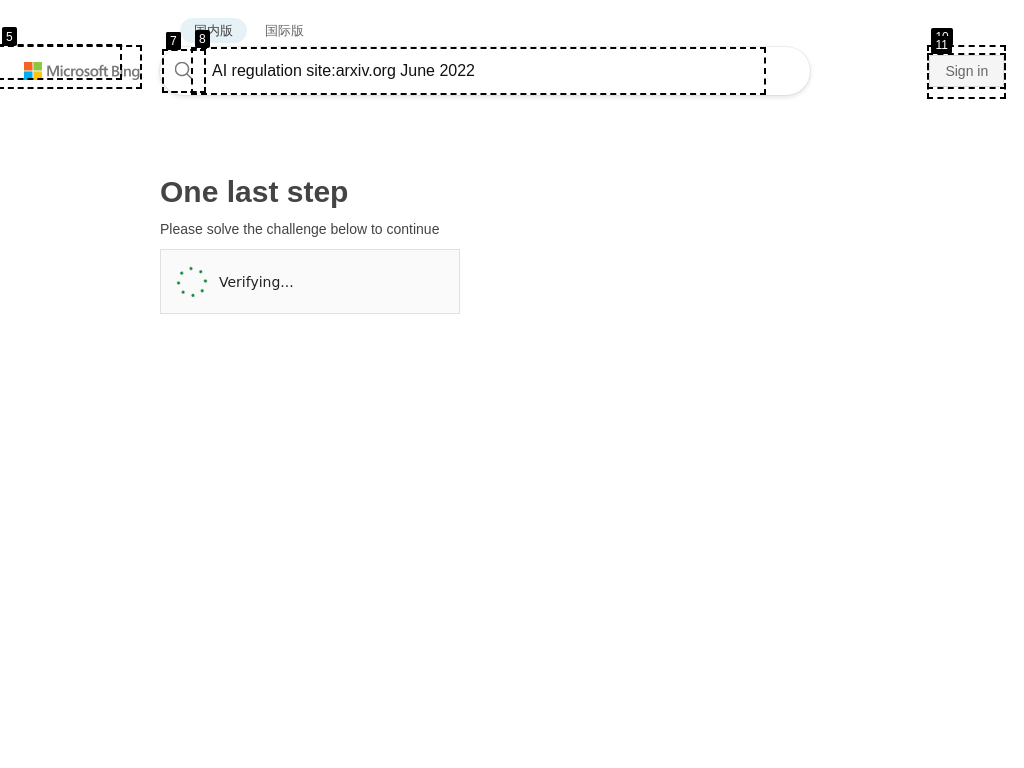 国内版 国际版
5
7
8
10
11
Microsoft Bing
AI regulation site:arxiv.org June 2022
Sign in
One last step
Please solve the challenge below to continue
Verifying...